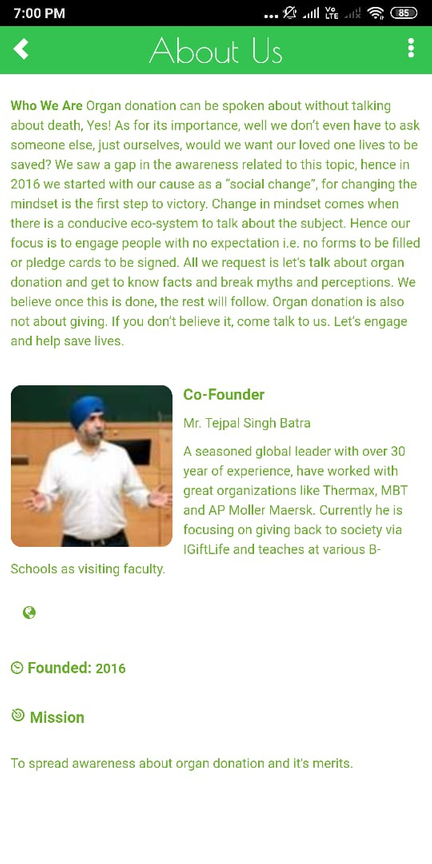 7:00 PM
Vo
LTE
85
About Us
Who We Are Organ donation can be spoken about without talking
about death, Yes! As for its importance, well we don't even have to ask
someone else, just ourselves, would we want our loved one lives to be
saved? We saw a gap in the awareness related to this topic, hence in
2016 we started with our cause as a “social change”, for changing the
mindset is the first step to victory. Change in mindset comes when
there is a conducive eco-system to talk about the subject. Hence our
focus is to engage people with no expectation i.e. no forms to be filled
or pledge cards to be signed. All we request is let's talk about organ
donation and get to know facts and break myths and perceptions. We
believe once this is done, the rest will follow. Organ donation is also
not about giving. If you don’t believe it, come talk to us. Let’s engage
and help save lives.
Co-Founder
Mr. Tejpal Singh Batra
A seasoned global leader with over 30
year of experience, have worked with
great organizations like Thermax, MBT
and AP Moller Maersk. Currently he is
focusing on giving back to society via
IGiftLife and teaches at various B-
Schools as visiting faculty.
Founded: 2016
Mission
To spread awareness about organ donation and it's merits.